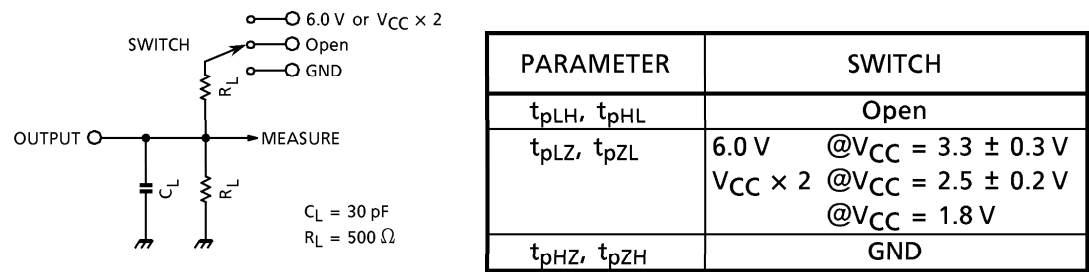 6.0 V or VCC × 2
SWITCH
Open
GND
RL
OUTPUT
MEASURE
CL
RL
CL = 30 pF
RL = 500 Ω
PARAMETER SWITCH
tpLH, tpHL Open
tpLZ, tpZL 6.0 V @VCC = 3.3 ± 0.3 V
VCC × 2 @VCC = 2.5 ± 0.2 V
@VCC = 1.8 V
tpHZ, tpZH GND